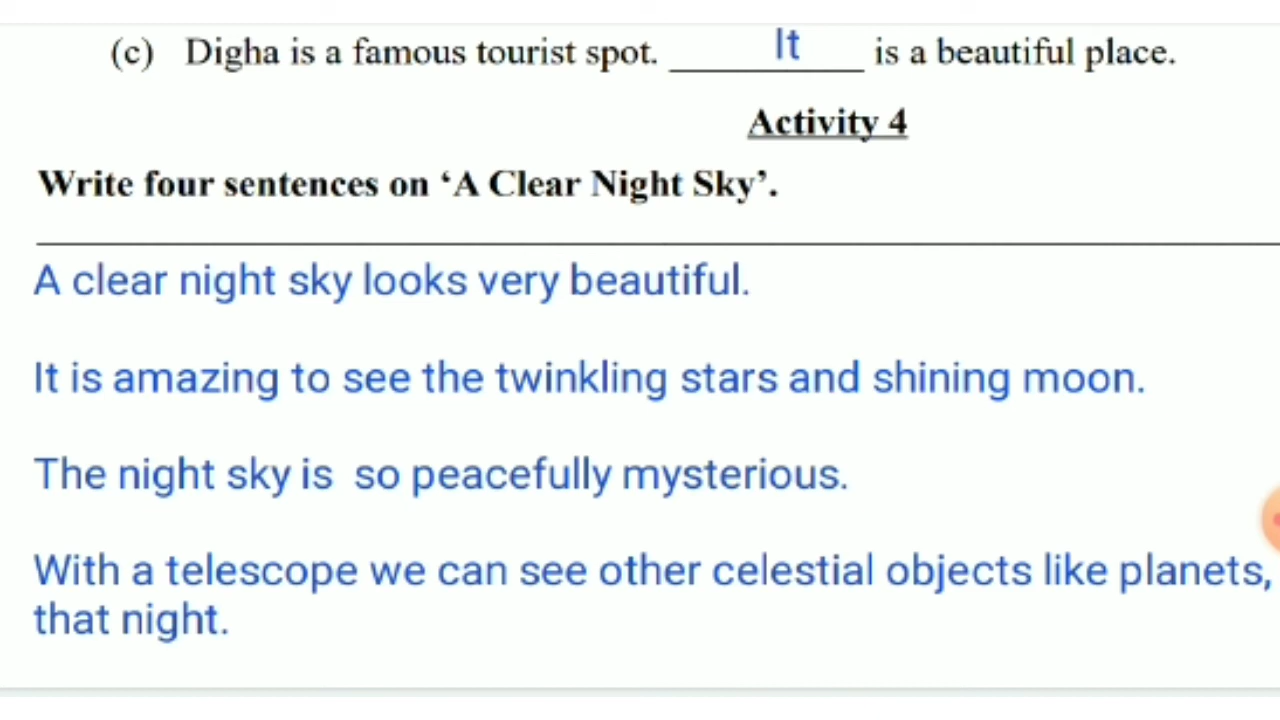 (c) Digha is a famous tourist spot. It is a beautiful place.
Activity 4
Write four sentences on ‘A Clear Night Sky’.
A clear night sky looks very beautiful.
It is amazing to see the twinkling stars and shining moon.
The night sky is so peacefully mysterious.
With a telescope we can see other celestial objects like planets,
that night.